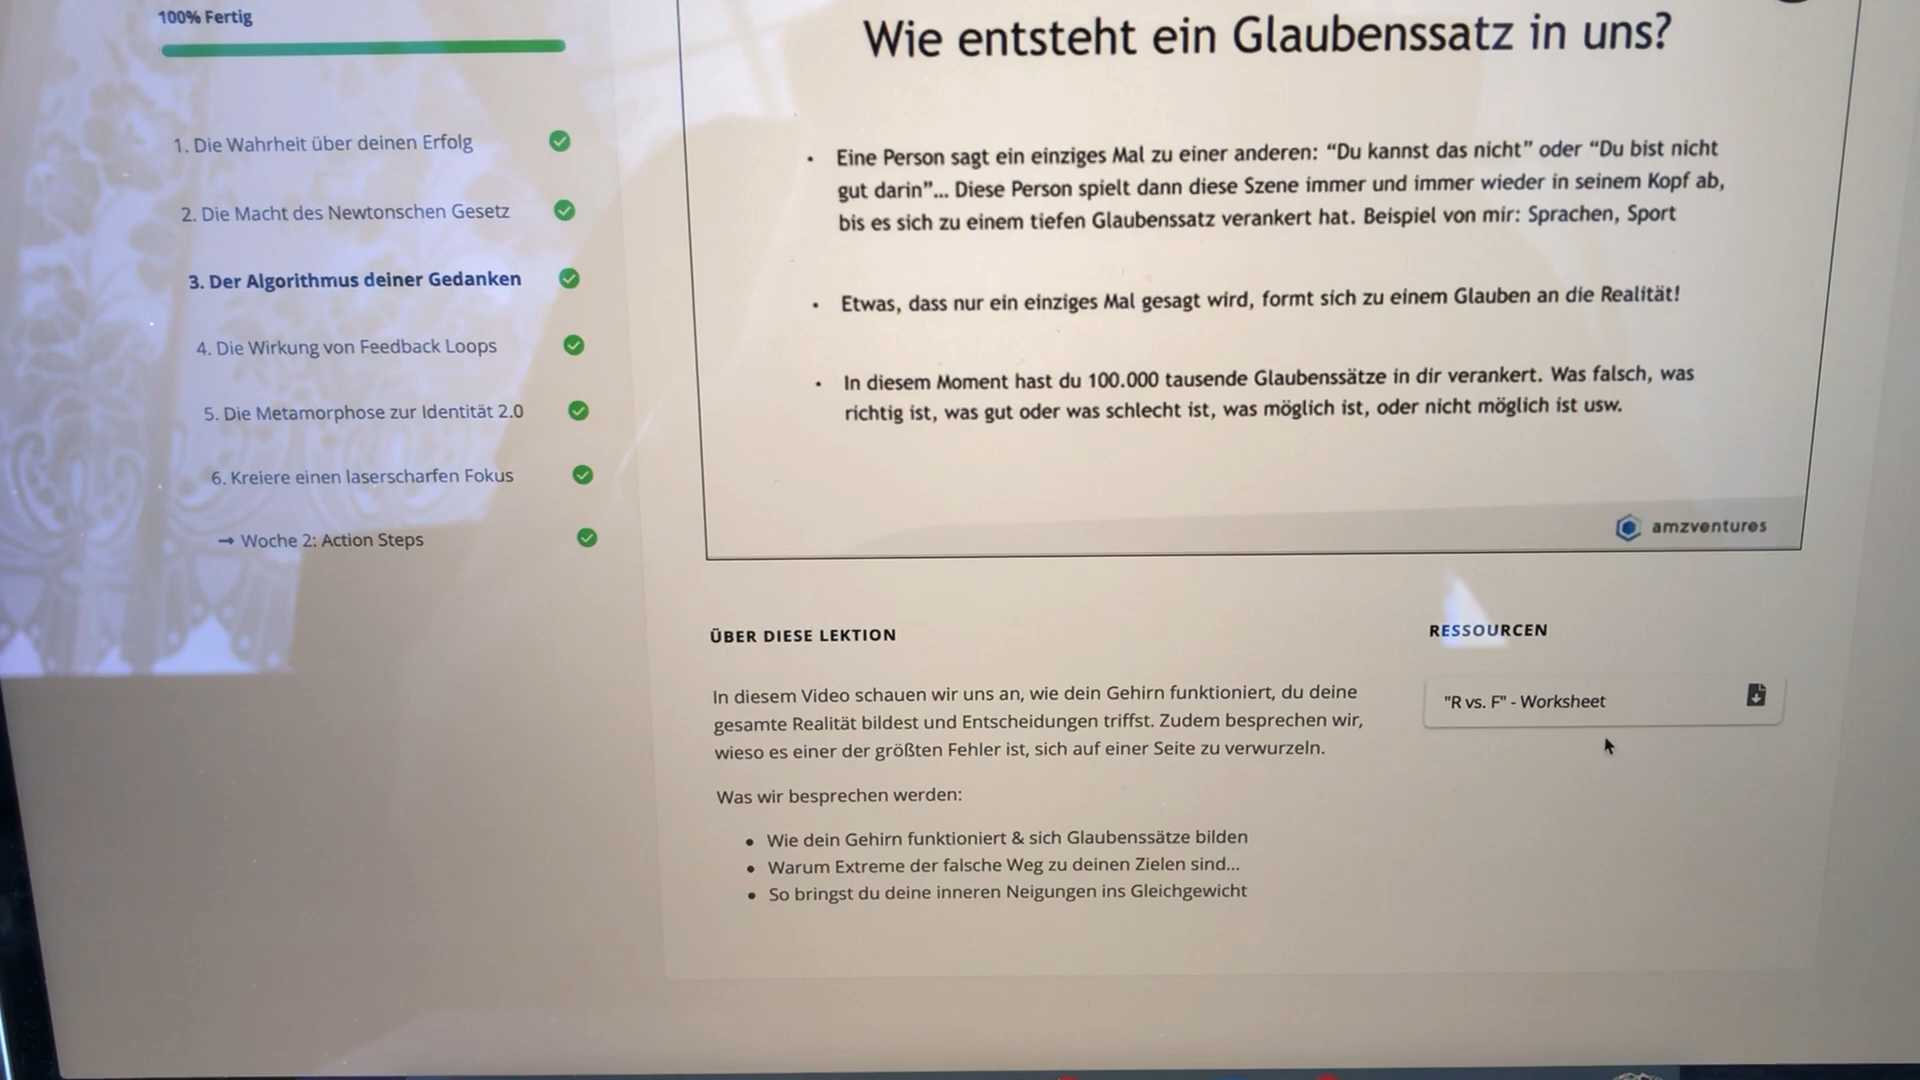 100% Fertig
1. Die Wahrheit über deinen Erfolg
2. Die Macht des Newtonschen Gesetz
3. Der Algorithmus deiner Gedanken
4. Die Wirkung von Feedback Loops
5. Die Metamorphose zur Identität 2.0
6. Kreiere einen laserscharfen Fokus
→ Woche 2: Action Steps
Wie entsteht ein Glaubenssatz in uns?
• Eine Person sagt ein einziges Mal zu einer anderen: “Du kannst das nicht” oder “Du bist nicht
gut darin”... Diese Person spielt dann diese Szene immer und immer wieder in seinem Kopf ab,
bis es sich zu einem tiefen Glaubenssatz verankert hat. Beispiel von mir: Sprachen, Sport
• Etwas, dass nur ein einziges Mal gesagt wird, formt sich zu einem Glauben an die Realität!
• In diesem Moment hast du 100.000 tausende Glaubenssätze in dir verankert. Was falsch, was
richtig ist, was gut oder was schlecht ist, was möglich ist, oder nicht möglich ist usw.
amzventures
ÜBER DIESE LEKTION
In diesem Video schauen wir uns an, wie dein Gehirn funktioniert, du deine
gesamte Realität bildest und Entscheidungen triffst. Zudem besprechen wir,
wieso es einer der größten Fehler ist, sich auf einer Seite zu verwurzeln.
Was wir besprechen werden:
• Wie dein Gehirn funktioniert & sich Glaubenssätze bilden
• Warum Extreme der falsche Weg zu deinen Zielen sind...
• So bringst du deine inneren Neigungen ins Gleichgewicht
RESSOURCEN
"R vs. F" - Worksheet